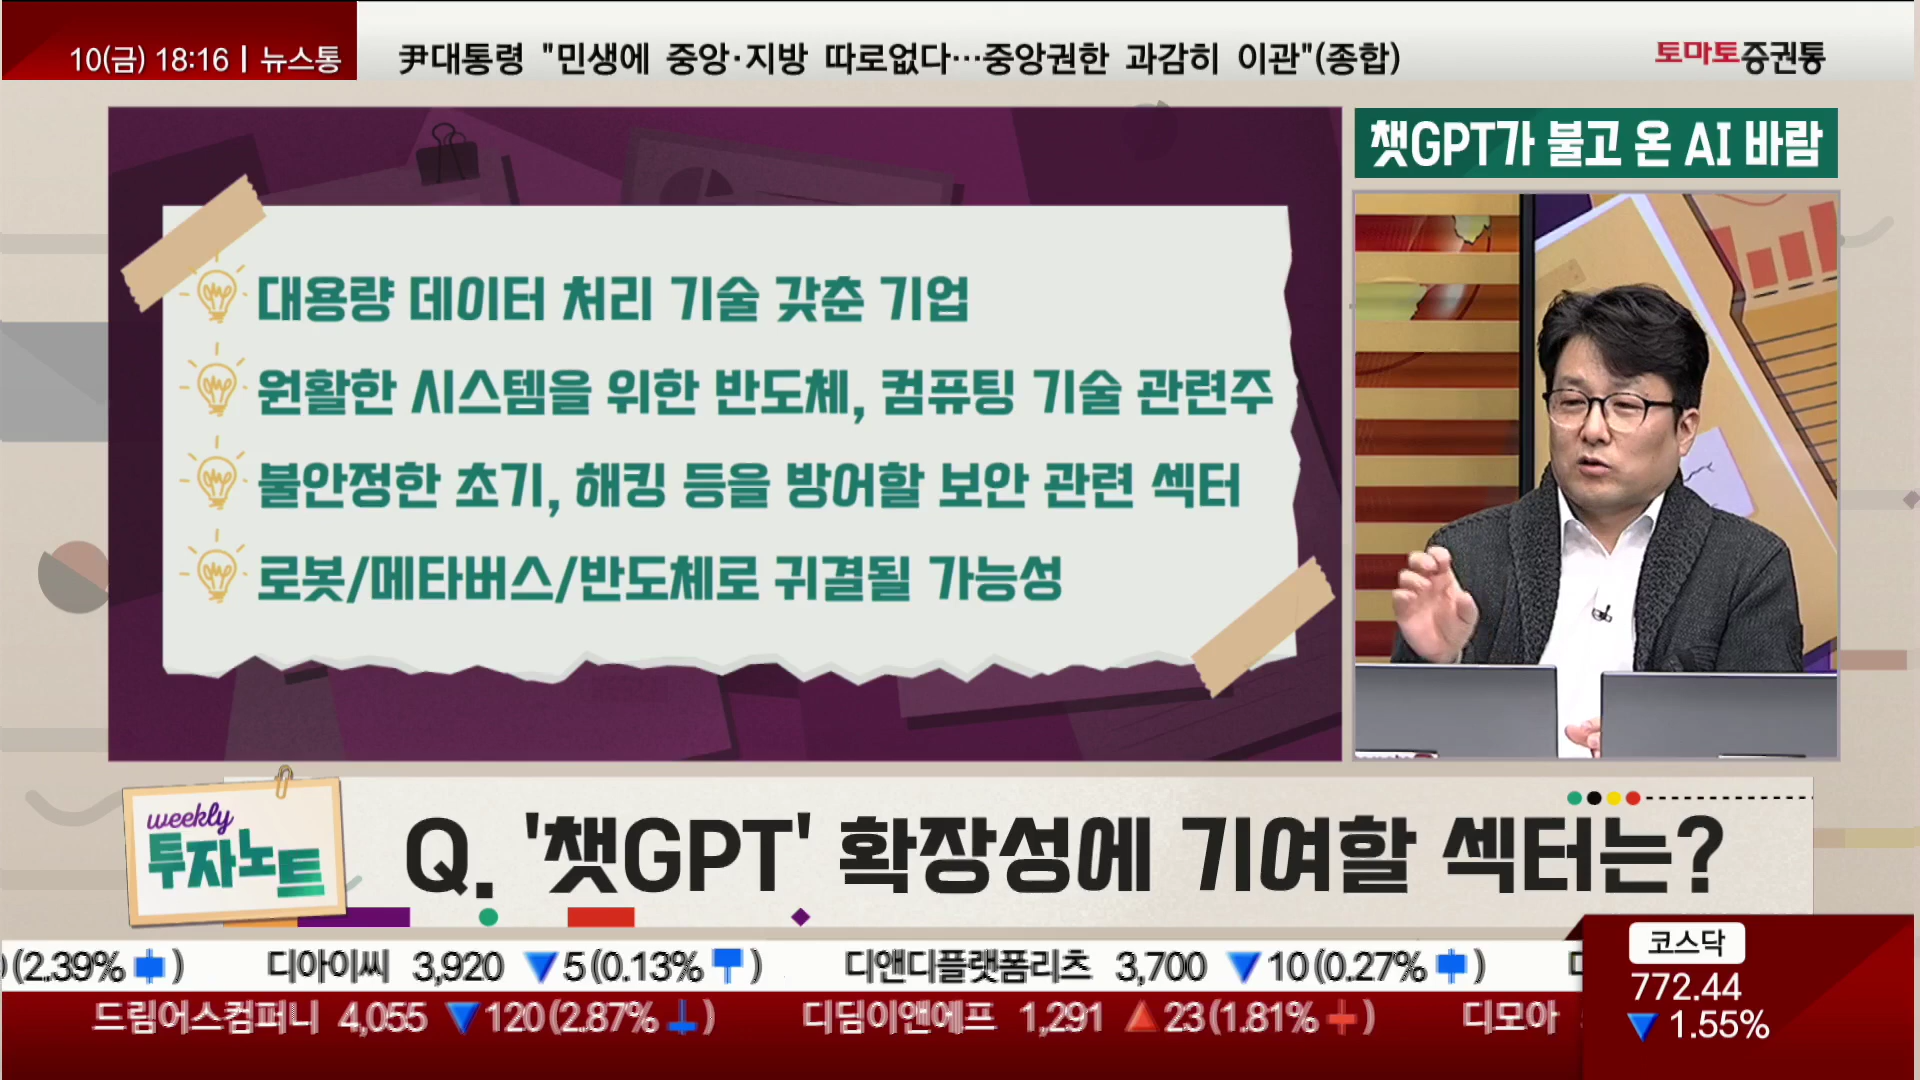 10(금) 18:16 | 뉴스통
尹대통령 "민생에 중앙·지방 따로없다…중앙권한 과감히 이관"(종합)
토마토증권통
챗GPT가 불고 온 AI 바람
대용량 데이터 처리 기술 갖춘 기업
원활한 시스템을 위한 반도체, 컴퓨팅 기술 관련주
불안정한 초기, 해킹 등을 방어할 보안 관련 섹터
로봇/메타버스/반도체로 귀결될 가능성
weekly
투자노트
Q. '챗GPT' 확장성에 기여할 섹터는?
(2.39% ) 디아이씨 3,920 ▼5(0.13% ) 디앤디플랫폼리츠 3,700 ▼10(0.27% )
드림어스컴퍼니 4,055 ▼120(2.87% ) 디딤이앤에프 1,291 ▲23(1.81% ) 디모아
코스닥
772.44
▼ 1.55%